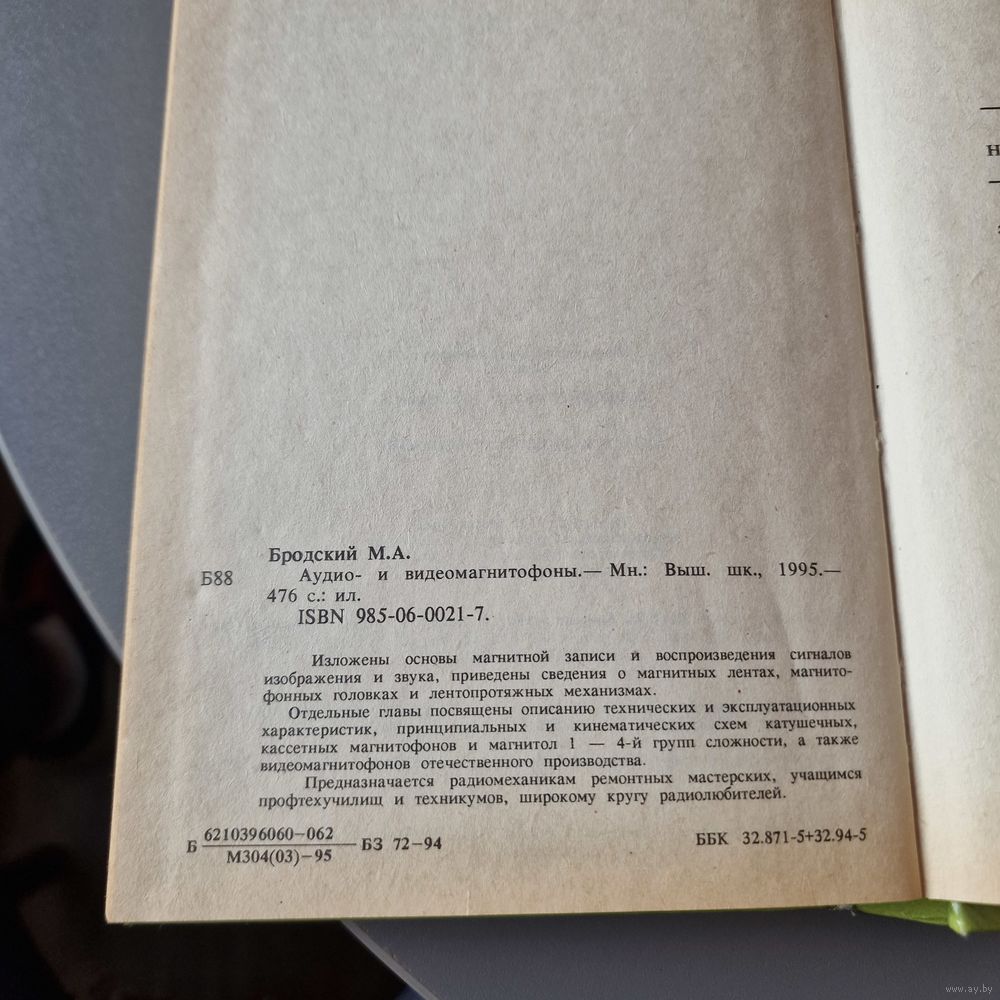 Бродский М.А.
Б88
Аудио- и видеомагнитофоны.— Мн.: Выш. шк., 1995.—
476 с.: ил.
ISBN 985-06-0021-7.
Изложены основы магнитной записи и воспроизведения сигналов
изображения и звука, приведены сведения о магнитных лентах, магнито-
фонных головках и лентопротяжных механизмах.
Отдельные главы посвящены описанию технических и эксплуатационных
характеристик, принципиальных и кинематических схем катушечных,
кассетных магнитофонов и магнитол 1 — 4-й групп сложности, а также
видеомагнитофонов отечественного производства.
Предназначается радиомеханикам ремонтных мастерских, учащимся
профтехучилищ и техникумов, широкому кругу радиолюбителей.
Б 6210396060—062
М304(03)—95
БЗ 72—94
ББК 32.871-5+32.94-5
н
www.ay.by